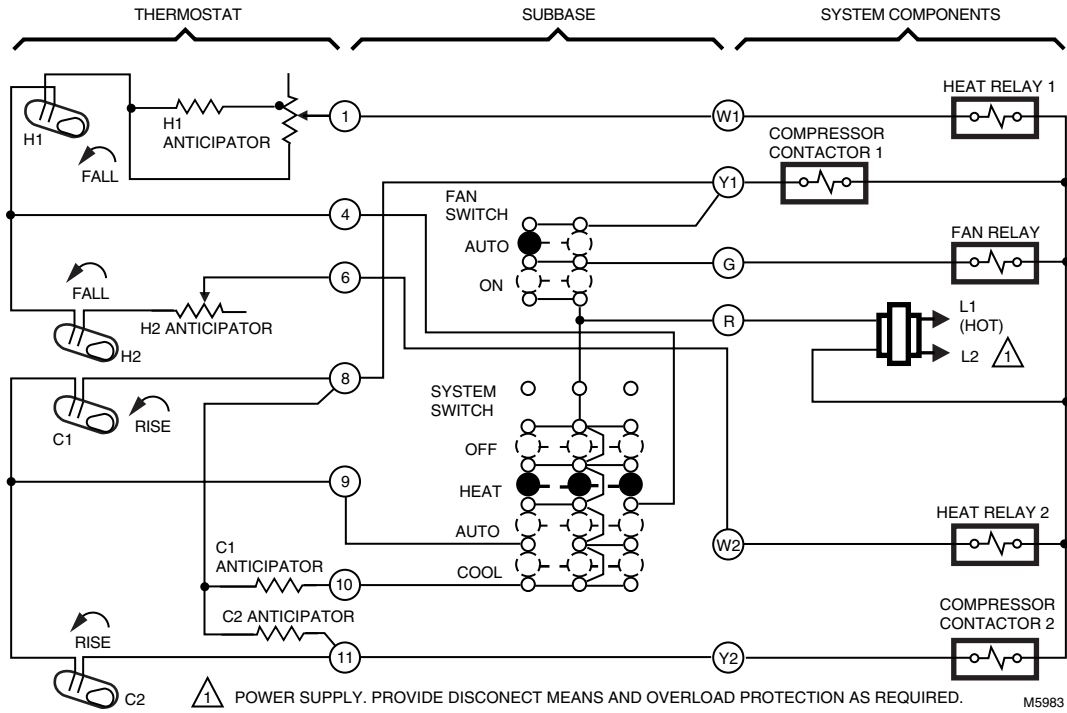 THERMOSTAT
SUBBASE
SYSTEM COMPONENTS
HEAT RELAY 1
H1
H1
ANTICIPATOR
1
W1
COMPRESSOR
CONTACTOR 1
FALL
Y1
FAN
SWITCH
4
AUTO
FAN RELAY
FALL
6
ON
G
H2 ANTICIPATOR
R
L1
(HOT)
H2
L2
1
8
SYSTEM
SWITCH
C1
RISE
OFF
9
HEAT
HEAT RELAY 2
AUTO
W2
C1
ANTICIPATOR
10
COOL
C2 ANTICIPATOR
COMPRESSOR
CONTACTOR 2
RISE
11
Y2
C2
1
POWER SUPPLY. PROVIDE DISCONECT MEANS AND OVERLOAD PROTECTION AS REQUIRED.
M5983